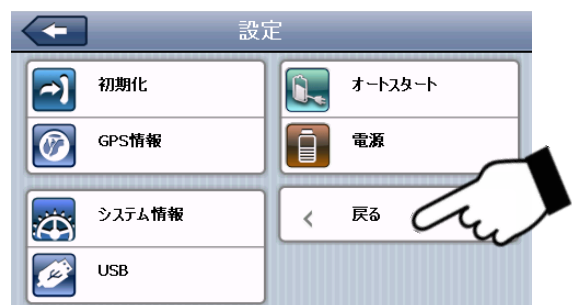 設定
初期化
オートスタート
GPS情報
電源
システム情報
戻る
USB